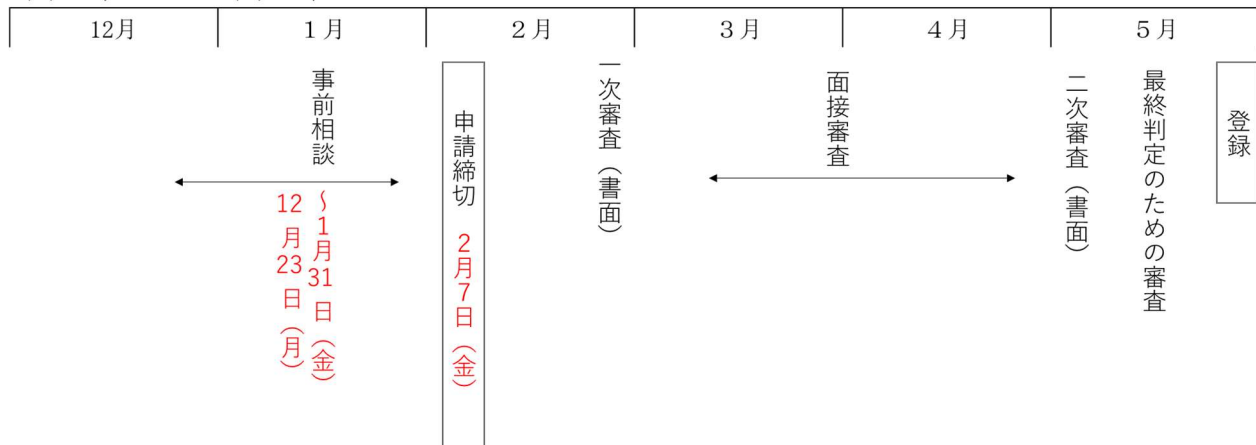 12月
1月
2月
3月
4月
5月
事前相談
12月23日（月）
～1月31日（金）
申請締切 2月7日（金）
一次審査（書面）
面接審査
二次審査（書面）
最終判定のための審査
登録